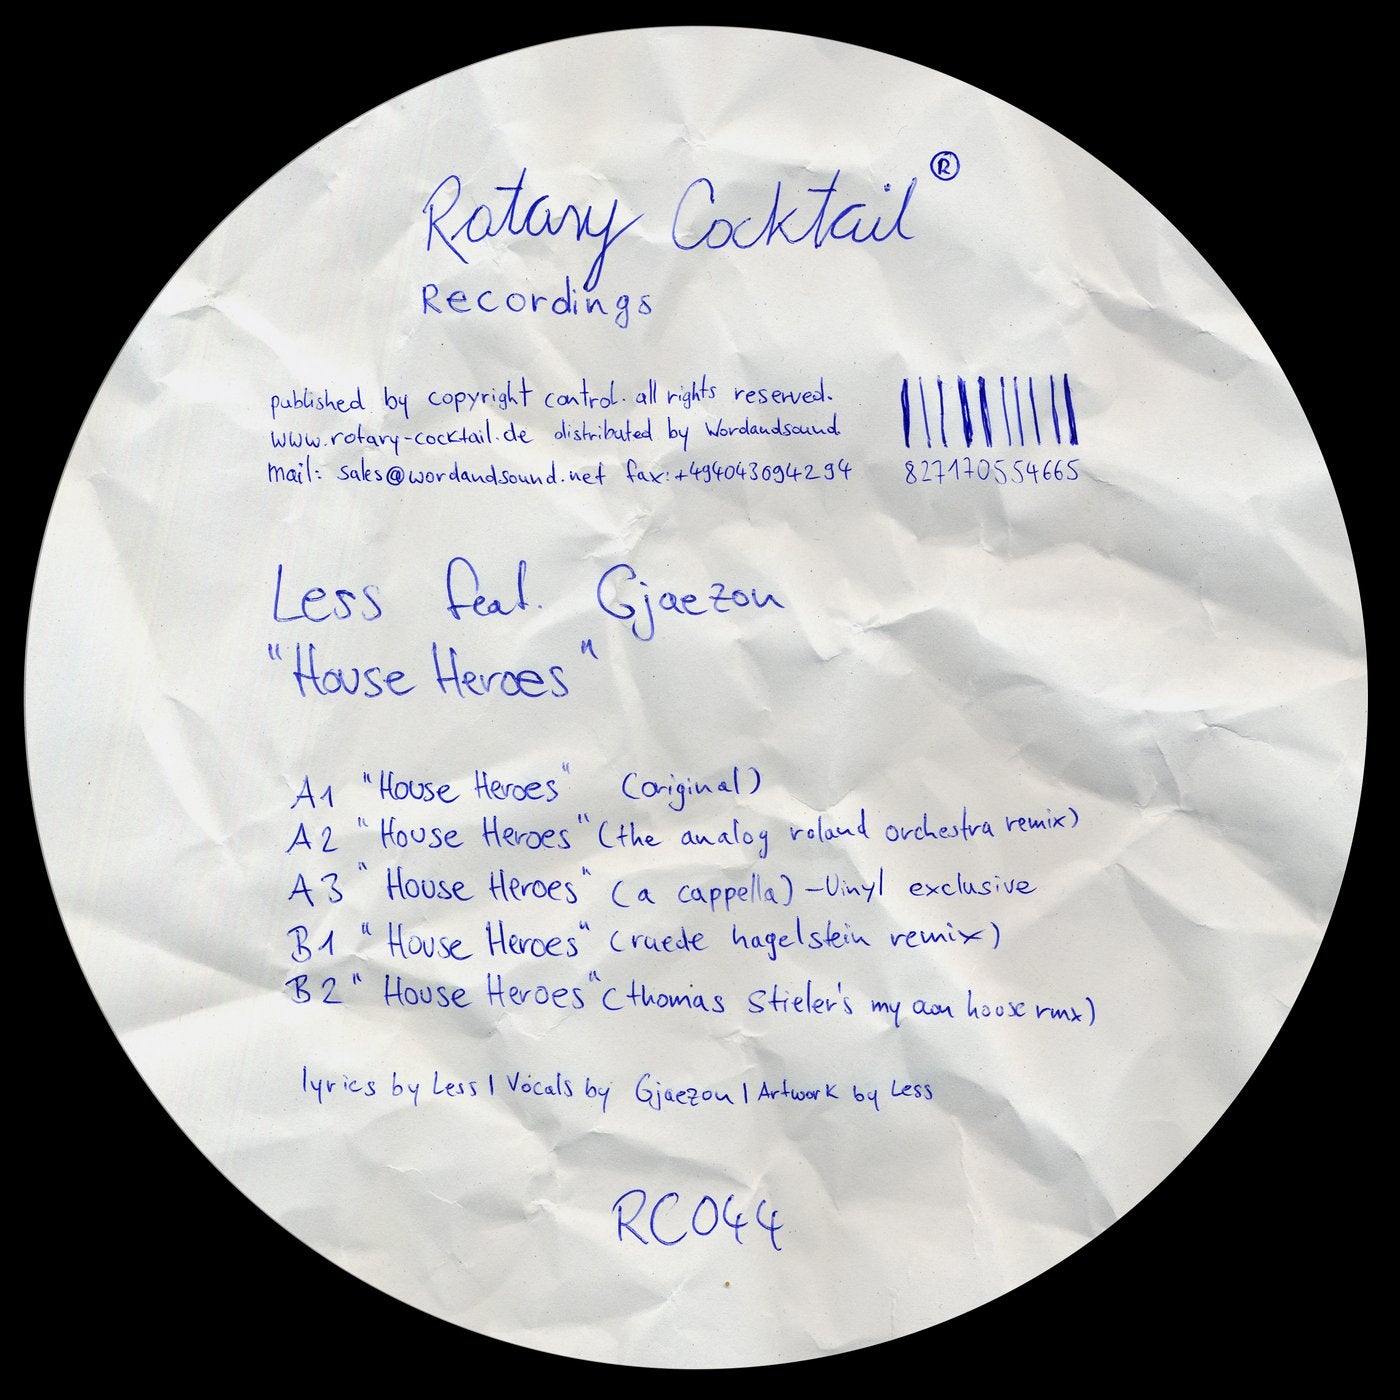 Rotary Cocktail ®
Recordings
published by copyright control. all rights reserved.
www.rotary-cocktail.de distributed by Wordandsound
mail: sales@wordandsound.net fax: +4940430942 94
827170554665
Less feat. Gjaezon
"House Heroes"
A1 "House Heroes" (original)
A2 "House Heroes" (the analog roland orchestra remix)
A3 "House Heroes" (a cappella) - Vinyl exclusive
B1 "House Heroes" (ruede hagelstein remix)
B2 "House Heroes" (thomas Stieler's my house rmx)
lyrics by Less | Vocals by Gjaezon | Artwork by Less
RC044